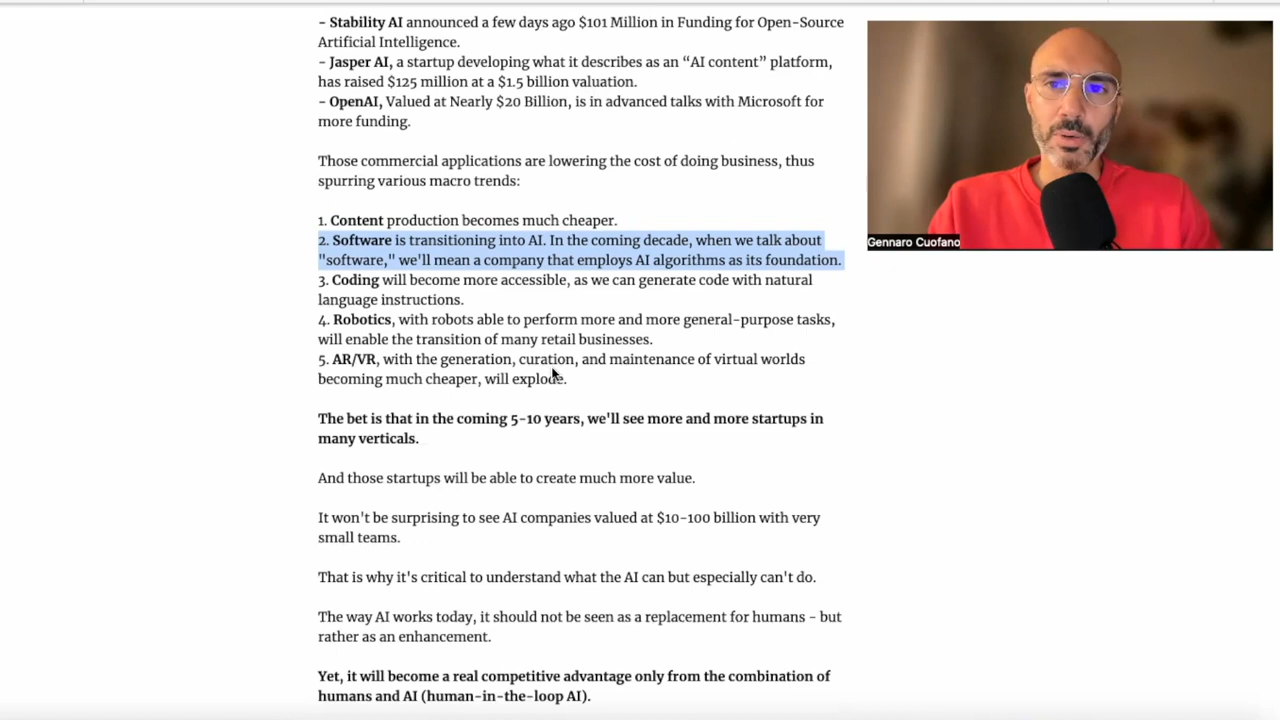 - Stability AI announced a few days ago $101 Million in Funding for Open-Source
Artificial Intelligence.
- Jasper AI, a startup developing what it describes as an “AI content” platform,
has raised $125 million at a $1.5 billion valuation.
- OpenAI, Valued at Nearly $20 Billion, is in advanced talks with Microsoft for
more funding.
Those commercial applications are lowering the cost of doing business, thus
spurring various macro trends:
1. Content production becomes much cheaper.
2. Software is transitioning into AI. In the coming decade, when we talk about
"software," we'll mean a company that employs AI algorithms as its foundation.
3. Coding will become more accessible, as we can generate code with natural
language instructions.
4. Robotics, with robots able to perform more and more general-purpose tasks,
will enable the transition of many retail businesses.
5. AR/VR, with the generation, curation, and maintenance of virtual worlds
becoming much cheaper, will explode.
The bet is that in the coming 5-10 years, we'll see more and more startups in
many verticals.
And those startups will be able to create much more value.
It won't be surprising to see AI companies valued at $10-100 billion with very
small teams.
That is why it's critical to understand what the AI can but especially can't do.
The way AI works today, it should not be seen as a replacement for humans - but
rather as an enhancement.
Yet, it will become a real competitive advantage only from the combination of
humans and AI (human-in-the-loop AI).
Gennaro Cuofano